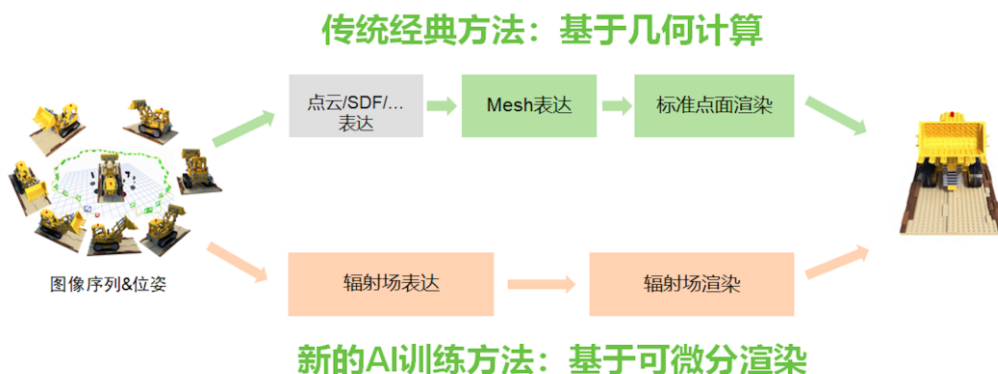 传统经典方法：基于几何计算
点云/SDF/...
表达
Mesh表达
标准点面渲染
图像序列&位姿
辐射场表达
辐射场渲染
新的AI训练方法：基于可微分渲染